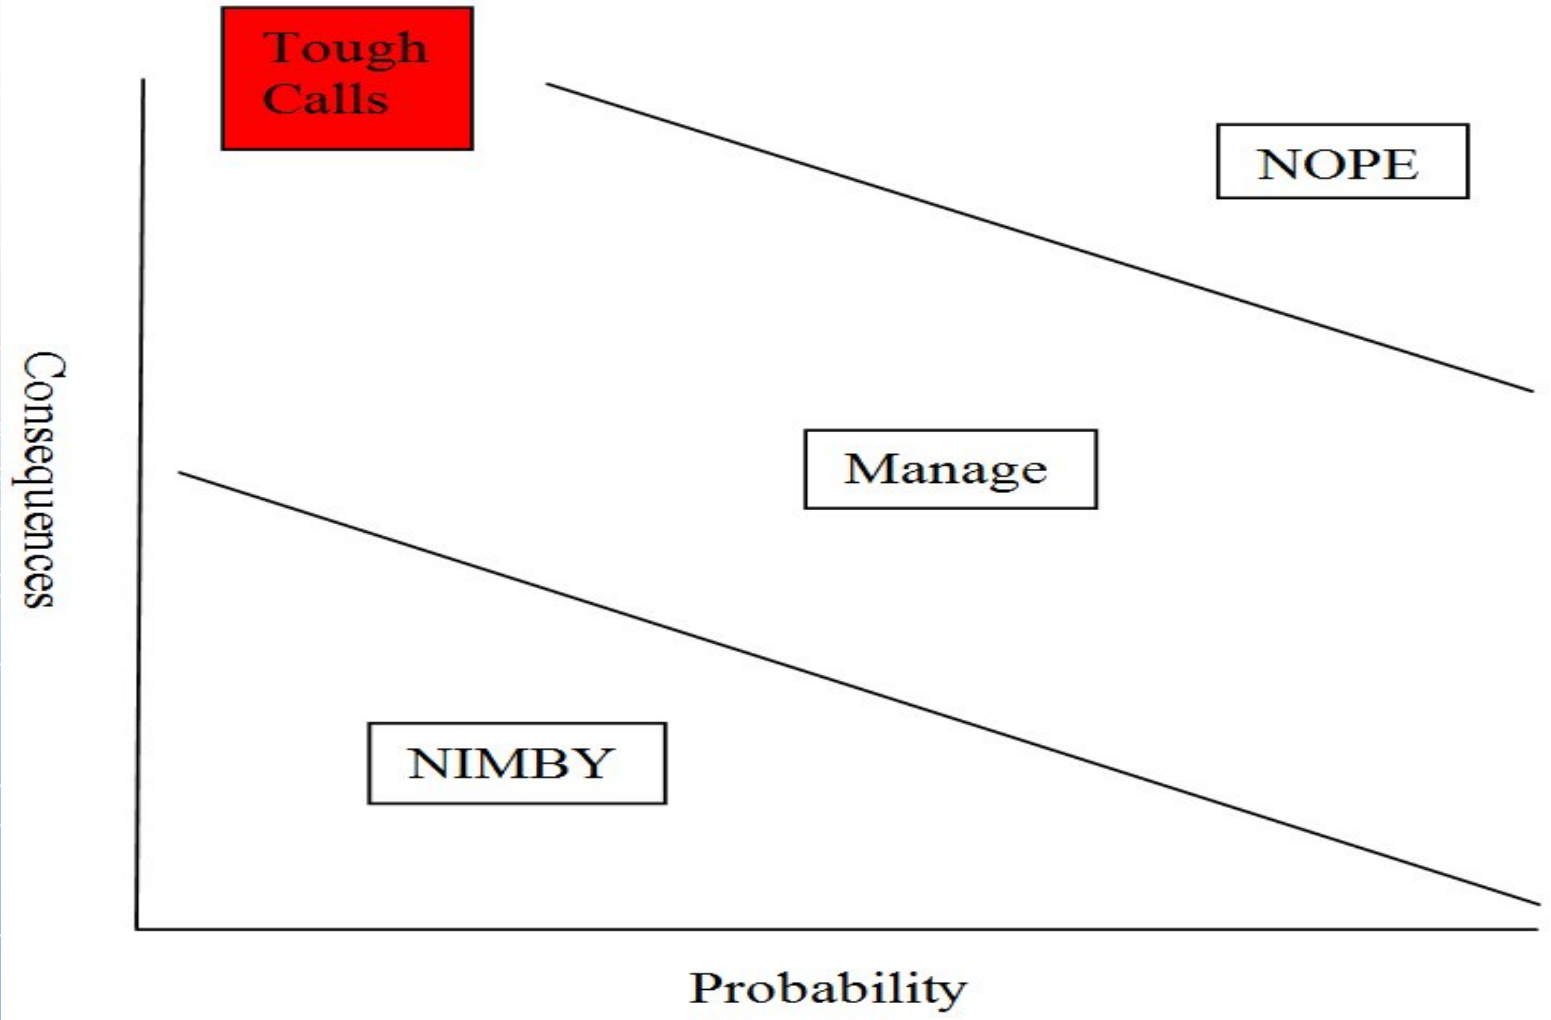 Tough
Calls
NOPE
Consequences
Manage
NIMBY
Probability